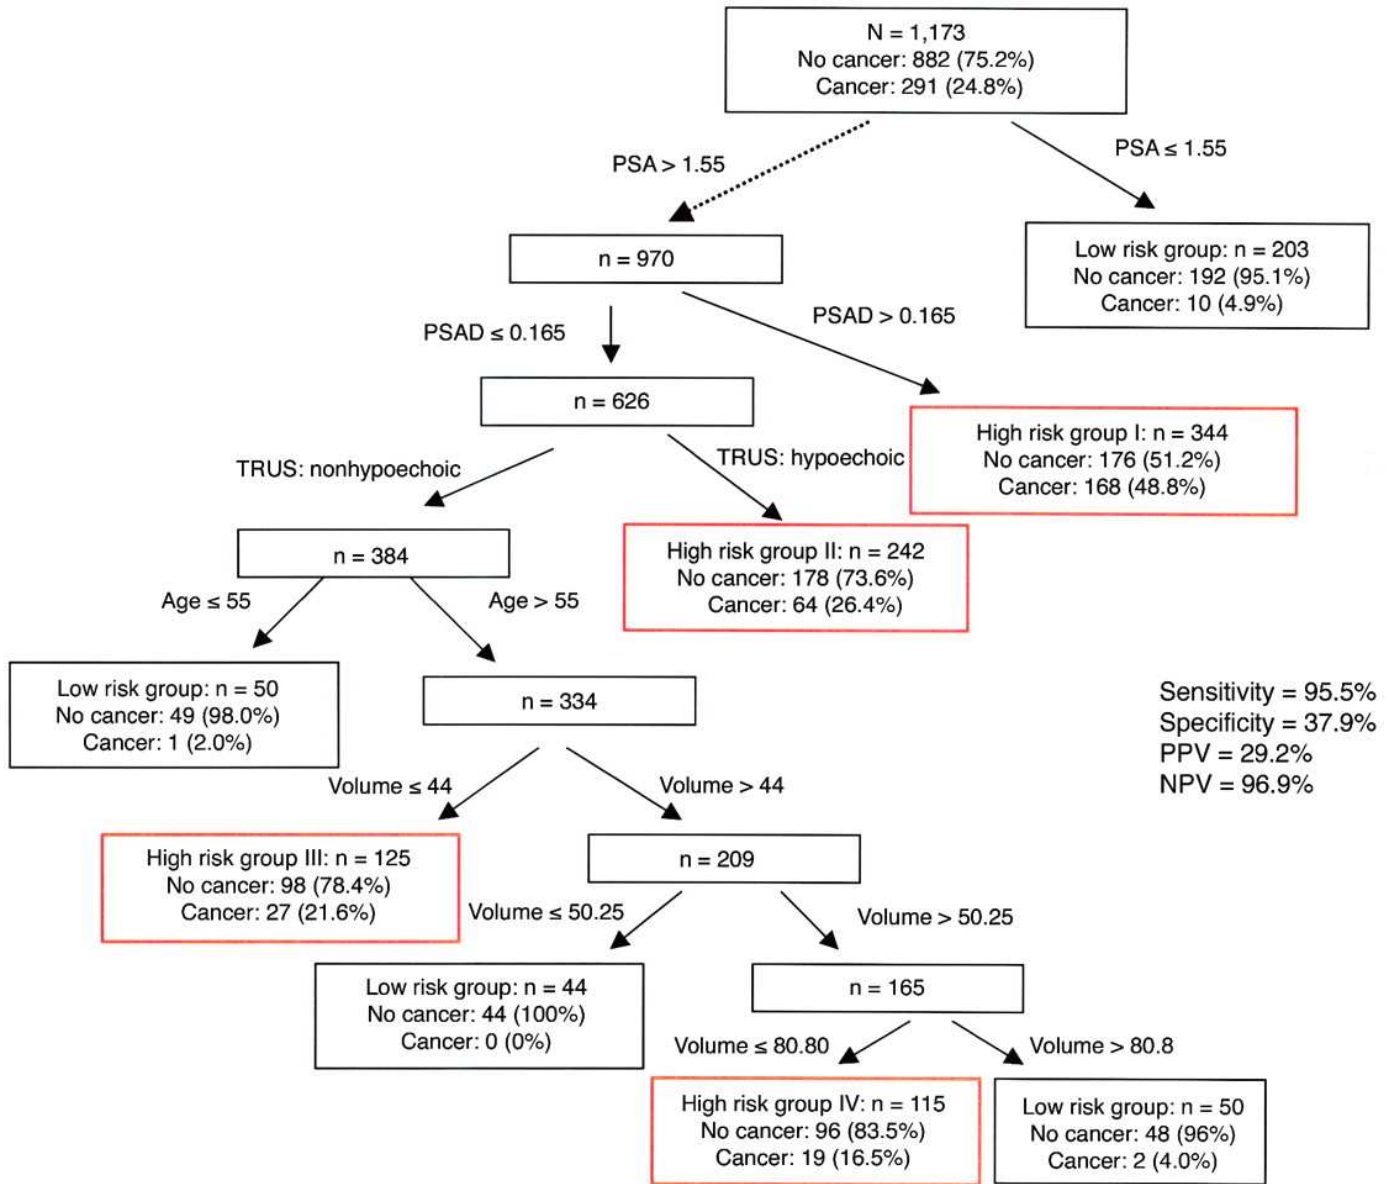 N = 1,173
No cancer: 882 (75.2%)
Cancer: 291 (24.8%)
PSA > 1.55
PSA ≤ 1.55
n = 970
Low risk group: n = 203
No cancer: 192 (95.1%)
Cancer: 10 (4.9%)
PSAD ≤ 0.165
PSAD > 0.165
n = 626
High risk group I: n = 344
No cancer: 176 (51.2%)
Cancer: 168 (48.8%)
TRUS: nonhypoechoic
TRUS: hypoechoic
n = 384
High risk group II: n = 242
No cancer: 178 (73.6%)
Cancer: 64 (26.4%)
Age ≤ 55
Age > 55
Low risk group: n = 50
No cancer: 49 (98.0%)
Cancer: 1 (2.0%)
n = 334
Sensitivity = 95.5%
Specificity = 37.9%
PPV = 29.2%
NPV = 96.9%
Volume ≤ 44
Volume > 44
High risk group III: n = 125
No cancer: 98 (78.4%)
Cancer: 27 (21.6%)
n = 209
Volume ≤ 50.25
Volume > 50.25
Low risk group: n = 44
No cancer: 44 (100%)
Cancer: 0 (0%)
n = 165
Volume ≤ 80.80
Volume > 80.8
High risk group IV: n = 115
No cancer: 96 (83.5%)
Cancer: 19 (16.5%)
Low risk group: n = 50
No cancer: 48 (96%)
Cancer: 2 (4.0%)